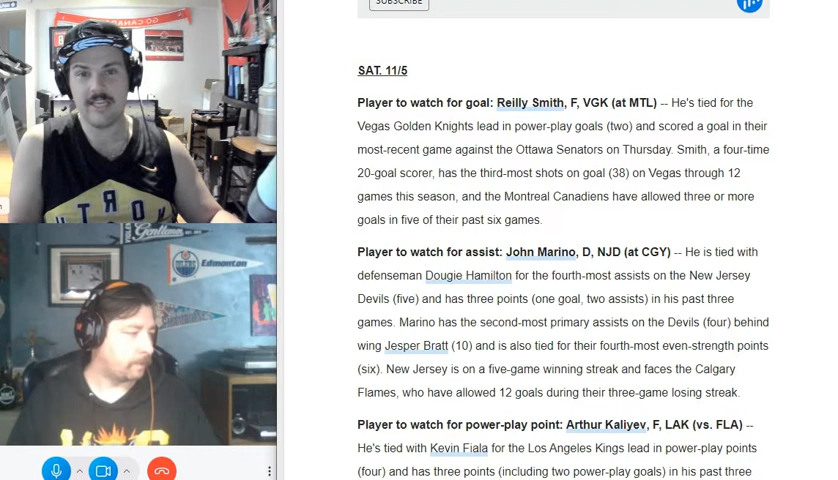 GO CANADA
Gentlemen
Edmonton
SUBSCRIBE
SAT. 11/5
Player to watch for goal: Reilly Smith, F, VGK (at MTL) -- He's tied for the
Vegas Golden Knights lead in power-play goals (two) and scored a goal in their
most-recent game against the Ottawa Senators on Thursday. Smith, a four-time
20-goal scorer, has the third-most shots on goal (38) on Vegas through 12
games this season, and the Montreal Canadiens have allowed three or more
goals in five of their past six games.
Player to watch for assist: John Marino, D, NJD (at CGY) -- He is tied with
defenseman Dougie Hamilton for the fourth-most assists on the New Jersey
Devils (five) and has three points (one goal, two assists) in his past three
games. Marino has the second-most primary assists on the Devils (four) behind
wing Jesper Bratt (10) and is also tied for their fourth-most even-strength points
(six). New Jersey is on a five-game winning streak and faces the Calgary
Flames, who have allowed 12 goals during their three-game losing streak.
Player to watch for power-play point: Arthur Kaliyev, F, LAK (vs. FLA) --
He's tied with Kevin Fiala for the Los Angeles Kings lead in power-play points
(four) and has three points (including two power-play goals) in his past three